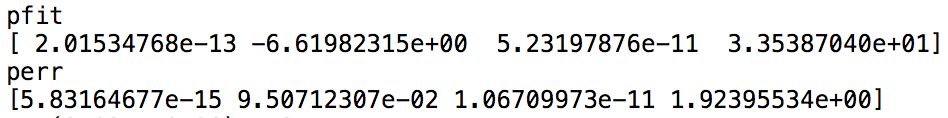 pfit
[ 2.01534768e-13 -6.61982315e+00  5.23197876e-11  3.35387040e+01]
perr
[5.83164677e-15 9.50712307e-02 1.06709973e-11 1.92395534e+00]